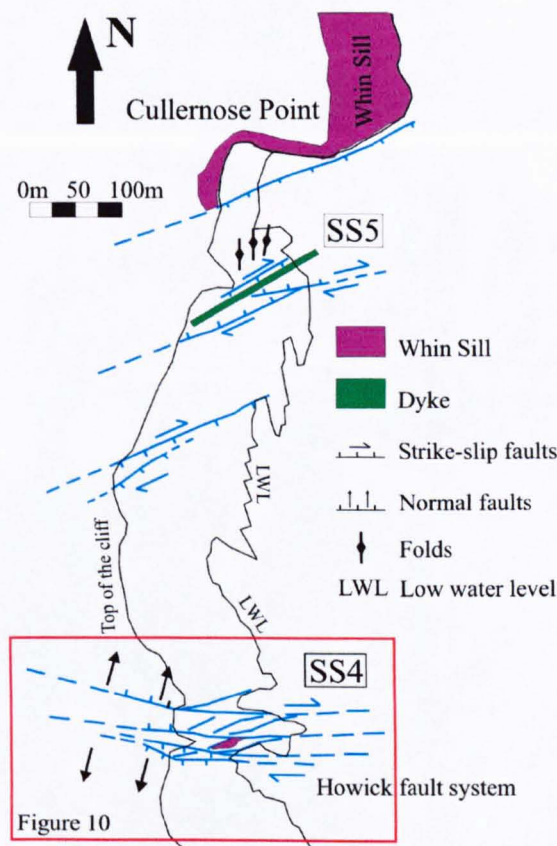 N
Cullernose Point
Whin Sill
0m 50 100m
SS5
Whin Sill
Dyke
Strike-slip faults
Normal faults
Folds
LWL Low water level
LWL
Top of the cliff
LWL
SS4
Howick fault system
Figure 10